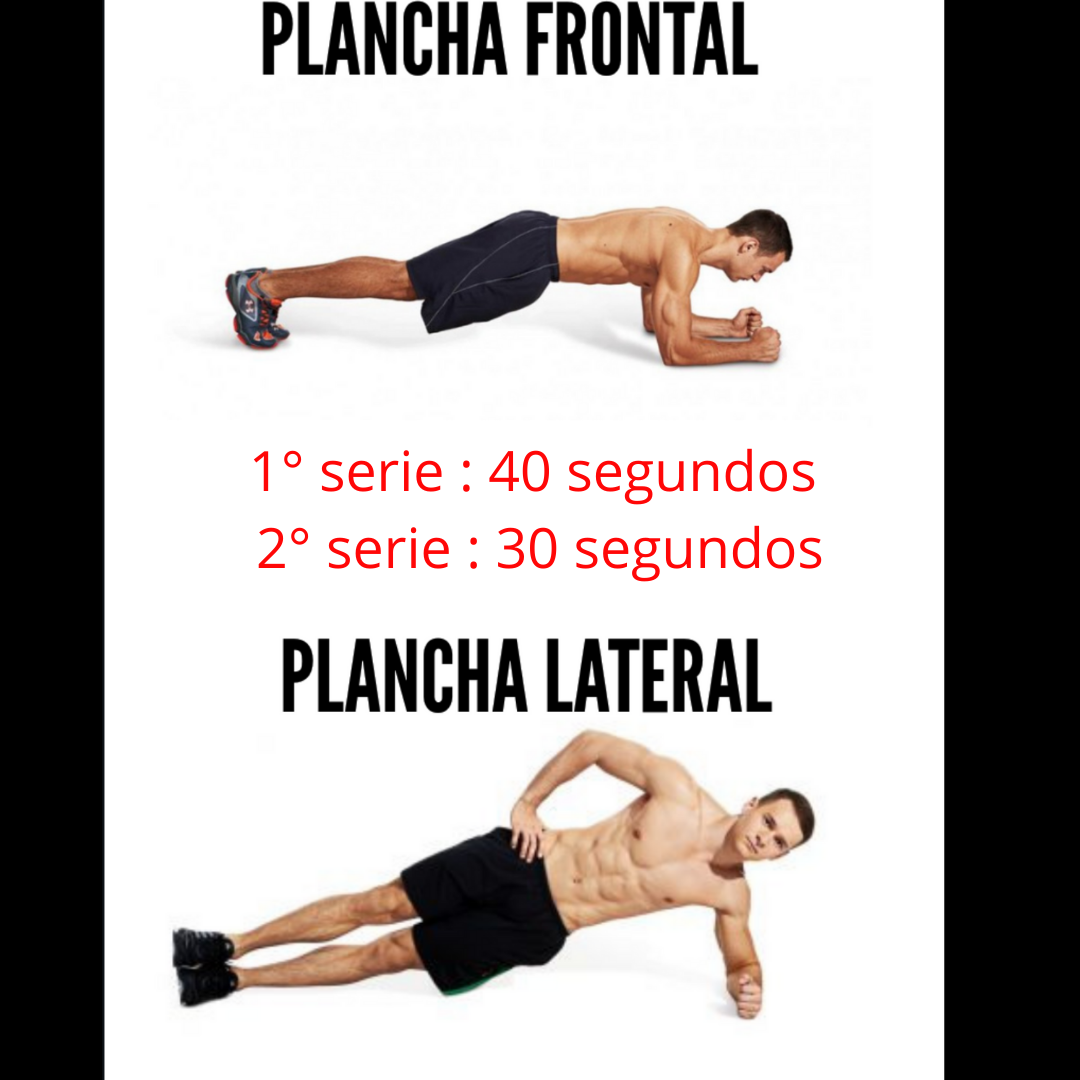 PLANCHA FRONTAL
1° serie : 40 segundos
2° serie : 30 segundos
PLANCHA LATERAL